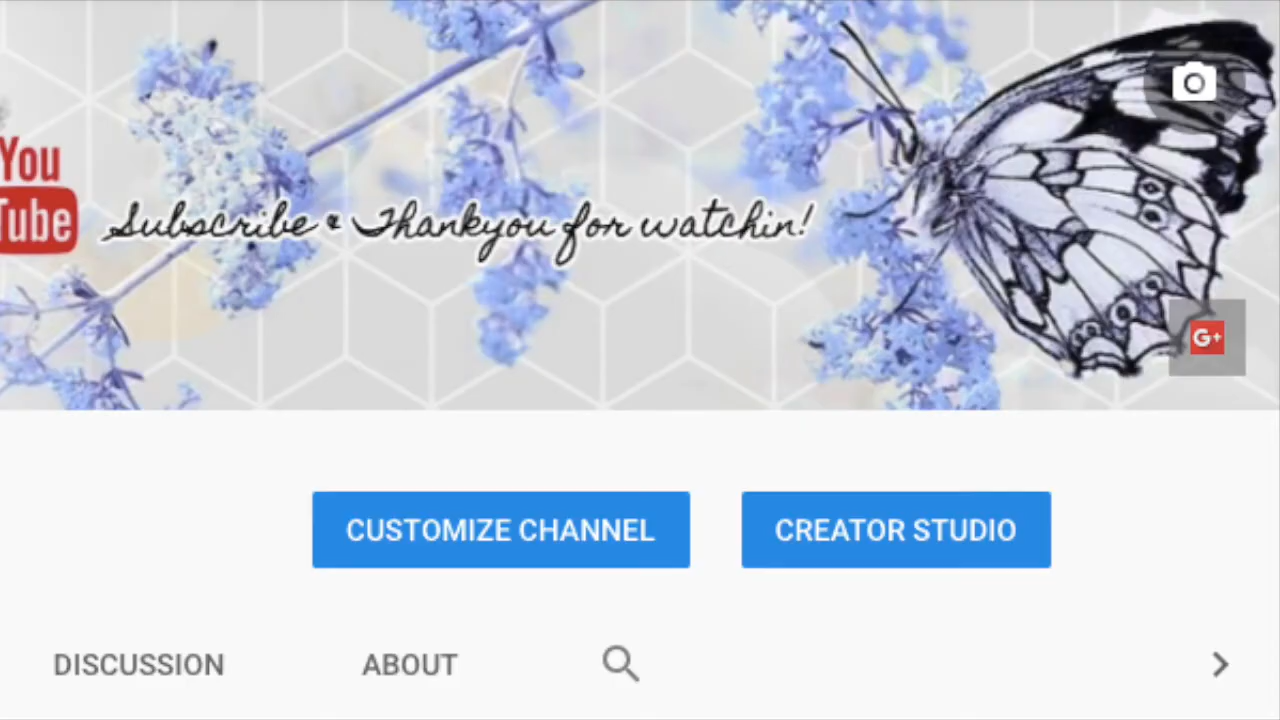 You
Tube
Subscribe & Thankyou for watchin!
G+
CUSTOMIZE CHANNEL CREATOR STUDIO
DISCUSSION ABOUT